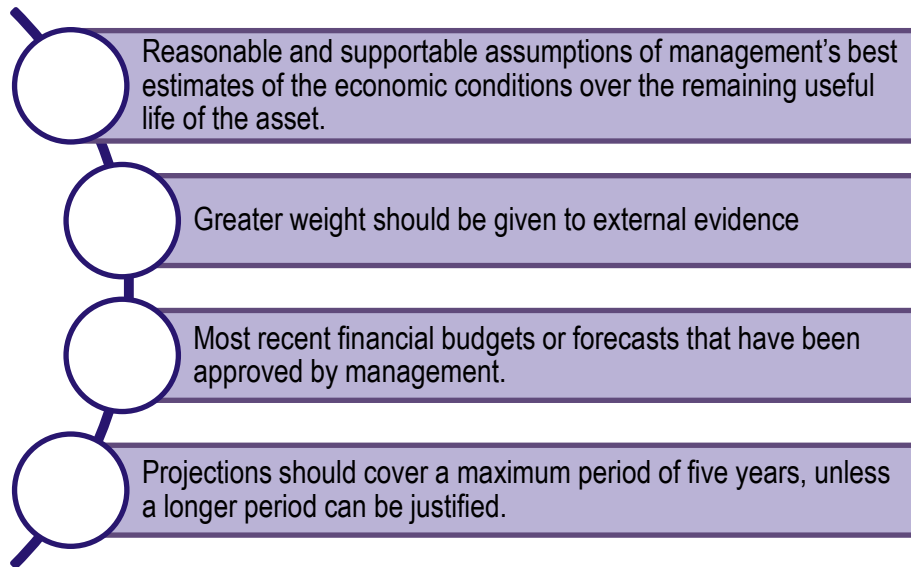 Reasonable and supportable assumptions of management’s best
estimates of the economic conditions over the remaining useful
life of the asset.
Greater weight should be given to external evidence
Most recent financial budgets or forecasts that have been
approved by management.
Projections should cover a maximum period of five years, unless
a longer period can be justified.